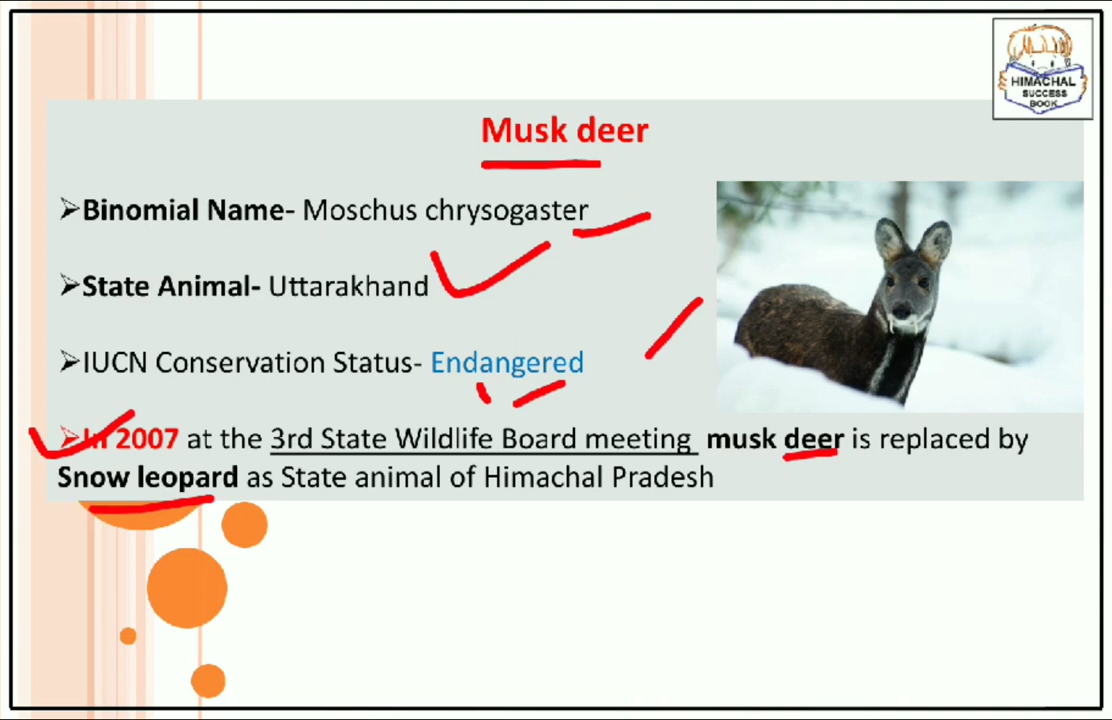 HIMACHAL
SUCCESS
BOOK
Musk deer
➢Binomial Name- Moschus chrysogaster
➢State Animal- Uttarakhand
➢IUCN Conservation Status- Endangered
➢In 2007 at the 3rd State Wildlife Board meeting musk deer is replaced by
Snow leopard as State animal of Himachal Pradesh